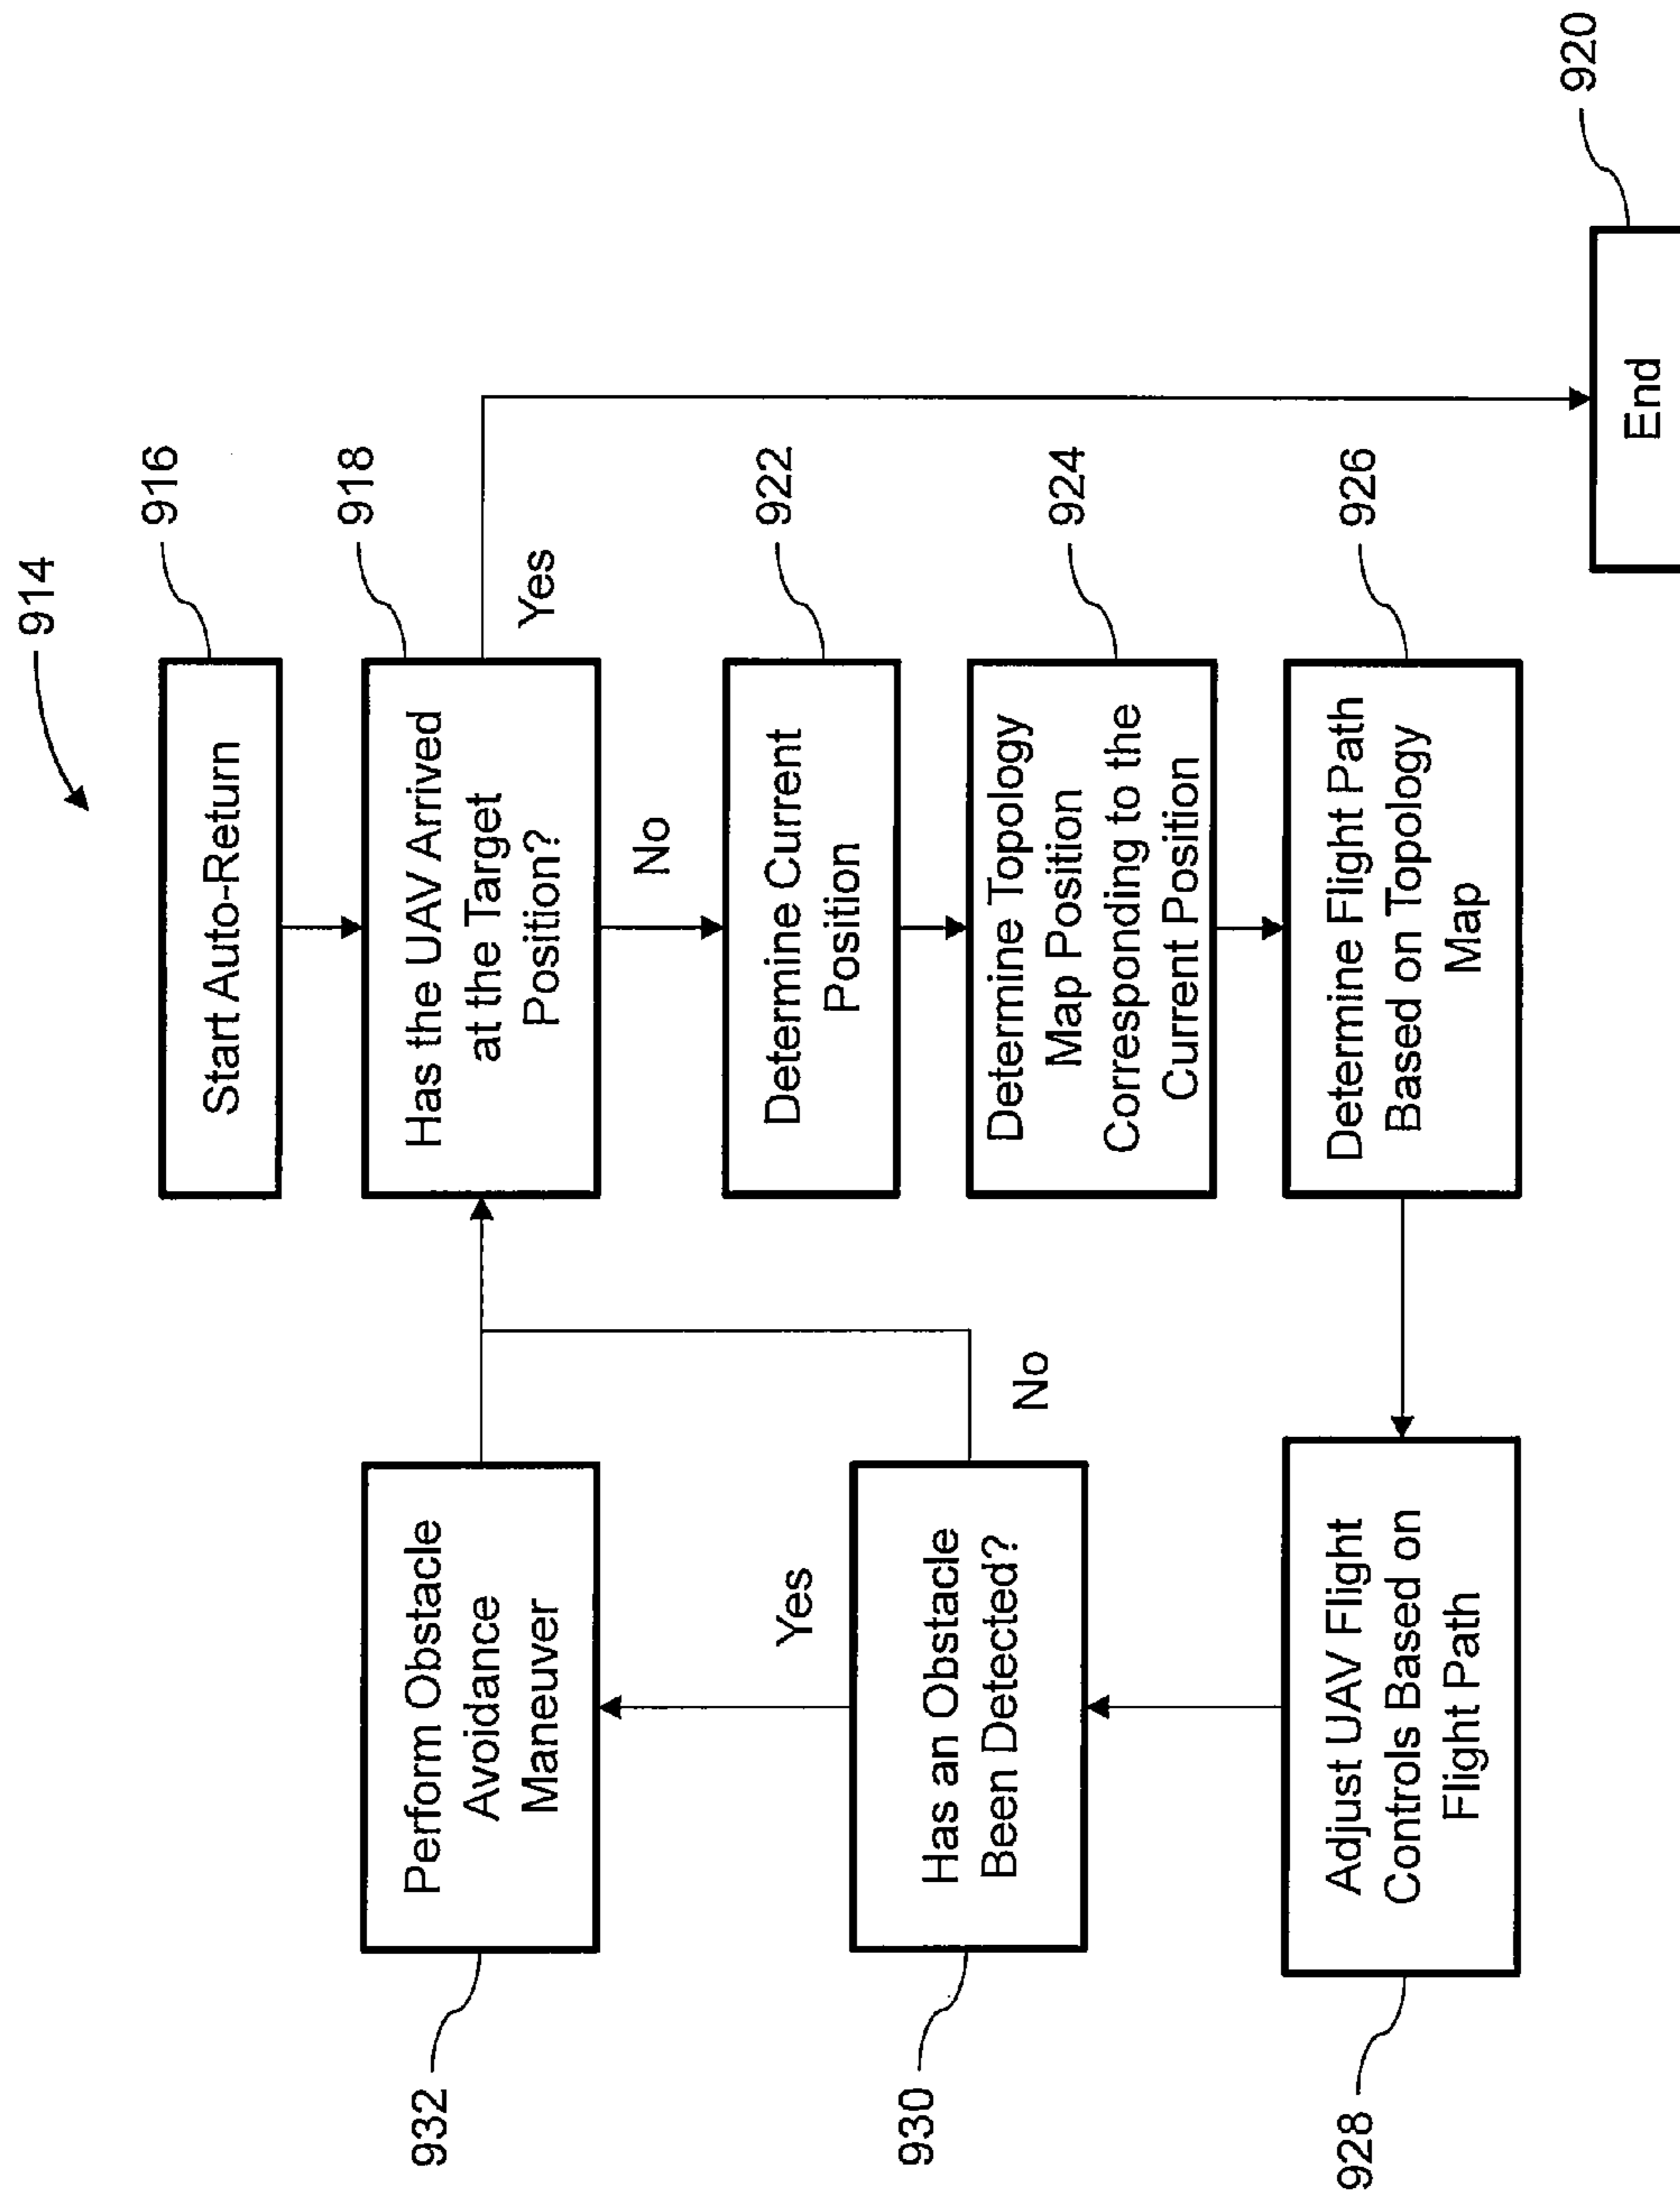 914
916
Start Auto-Return
918
Has the UAV Arrived
at the Target
Position?
Yes
No
922
Determine Current
Position
924
Determine Topology
Map Position
Corresponding to the
Current Position
926
Determine Flight Path
Based on Topology
Map
928
Adjust UAV Flight
Controls Based on
Flight Path
930
Has an Obstacle
Been Detected?
Yes
No
932
Perform Obstacle
Avoidance
Maneuver
920
End